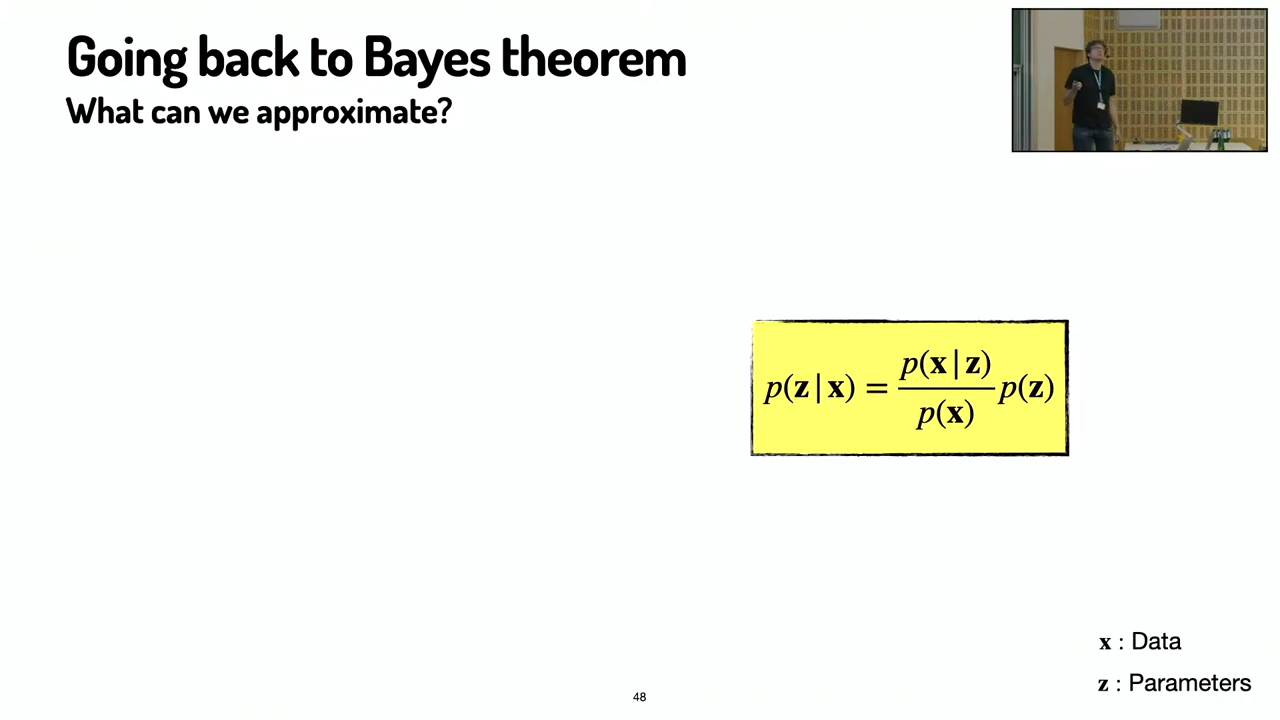 Going back to Bayes theorem
What can we approximate?
p(z | x) = p(x | z) / p(x) p(z)
x : Data
z : Parameters
48